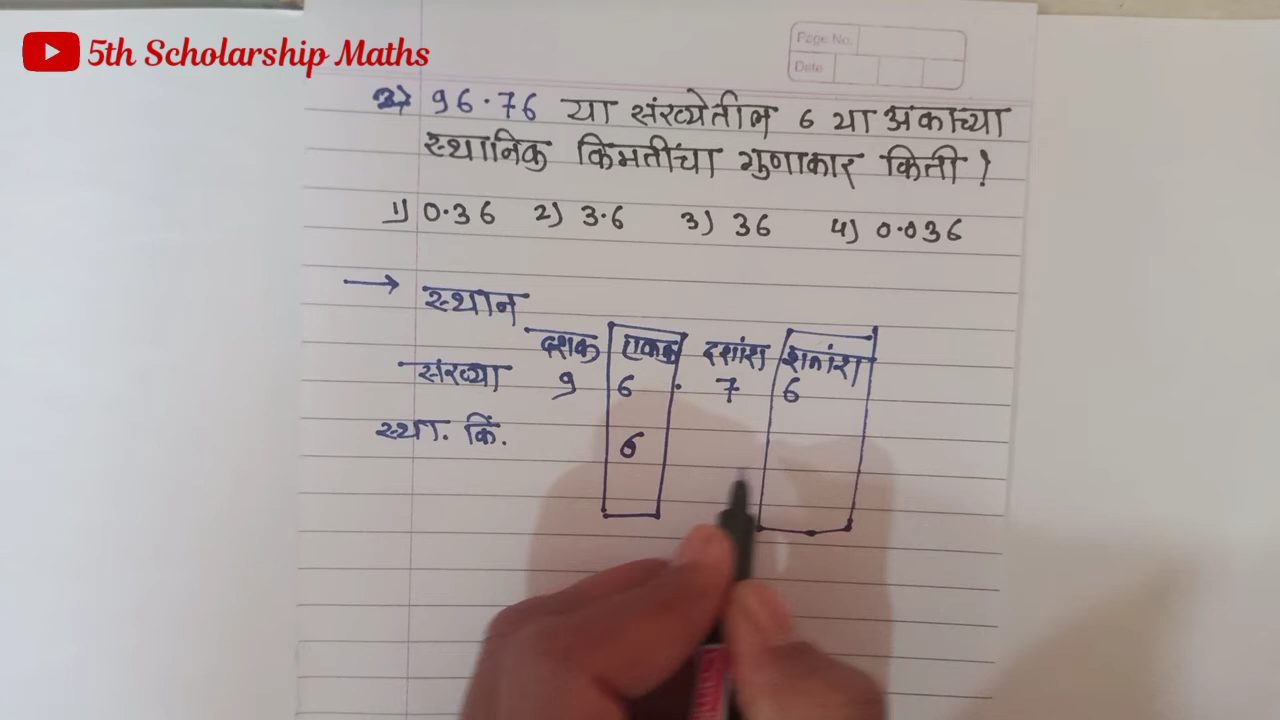 5th Scholarship Maths
Page No.
Date
2) 96.76 या संख्येतील 6 या अंकाच्या
स्थानिक किंमतींचा गुणाकार किती?
1) 0.36 2) 3.6 3) 36 4) 0.036
→ स्थान
दशक एकक दशांश शतांश
संख्या 9 6 . 7 6
स्था. किं. 6